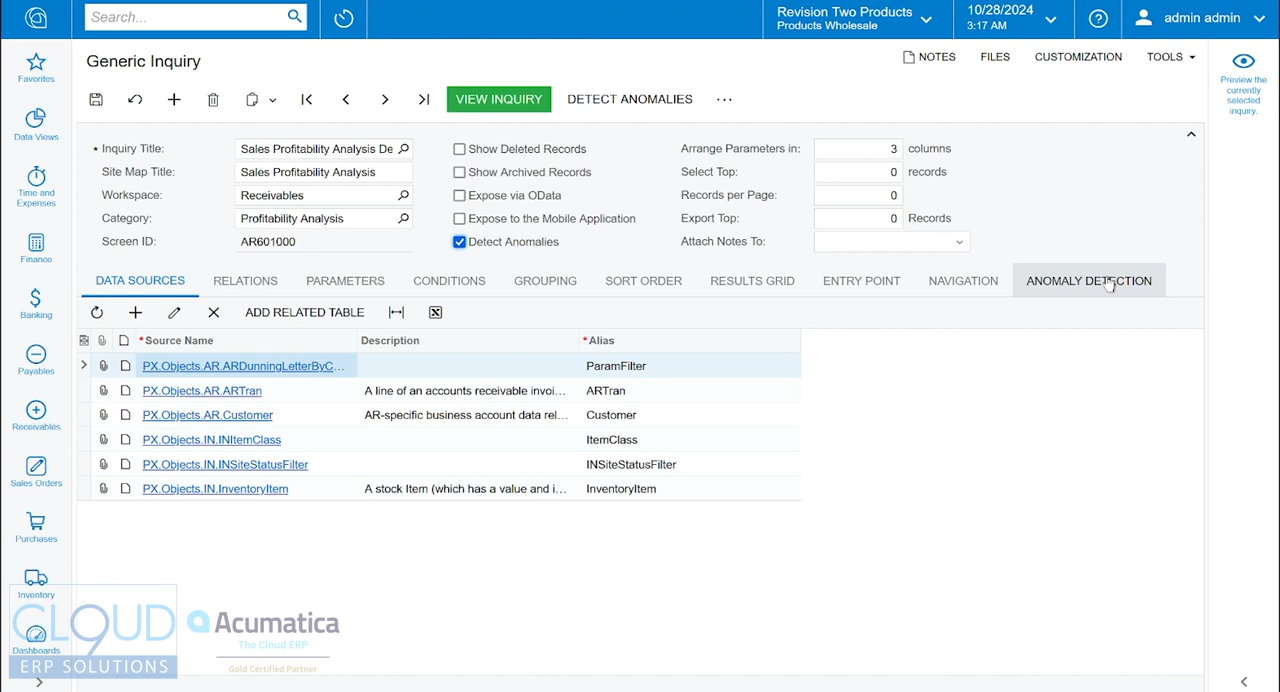 Search...
Revision Two Products
Products Wholesale
10/28/2024
3:17 AM
admin admin
Favorites
Data Views
Time and
Expenses
Finance
Banking
Payables
Receivables
Sales Orders
Purchases
Inventory
Dashboards
Generic Inquiry
NOTES FILES CUSTOMIZATION TOOLS
VIEW INQUIRY DETECT ANOMALIES ...
Preview the
currently
selected
inquiry.
* Inquiry Title: Sales Profitability Analysis De
Site Map Title: Sales Profitability Analysis
Workspace: Receivables
Category: Profitability Analysis
Screen ID: AR601000
Show Deleted Records
Show Archived Records
Expose via OData
Expose to the Mobile Application
Detect Anomalies
Arrange Parameters in: 3 columns
Select Top: 0 records
Records per Page: 0
Export Top: 0 Records
Attach Notes To:
DATA SOURCES RELATIONS PARAMETERS CONDITIONS GROUPING SORT ORDER RESULTS GRID ENTRY POINT NAVIGATION ANOMALY DETECTION
ADD RELATED TABLE
* Source Name Description * Alias
PX.Objects.AR.ARDunningLetterByC... ParamFilter
PX.Objects.AR.ARTran A line of an accounts receivable invoi... ARTran
PX.Objects.AR.Customer AR-specific business account data rel... Customer
PX.Objects.IN.INItemClass ItemClass
PX.Objects.IN.INSiteStatusFilter INSiteStatusFilter
PX.Objects.IN.InventoryItem A stock Item (which has a value and i... InventoryItem
CLOUD9
ERP SOLUTIONS
Acumatica
The Cloud ERP
Gold Certified Partner